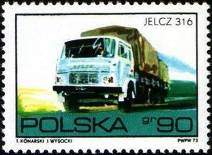 JELCZ 316
POLSKA gr 90
T. KONARSKI J. WYSOCKI PWPW 73